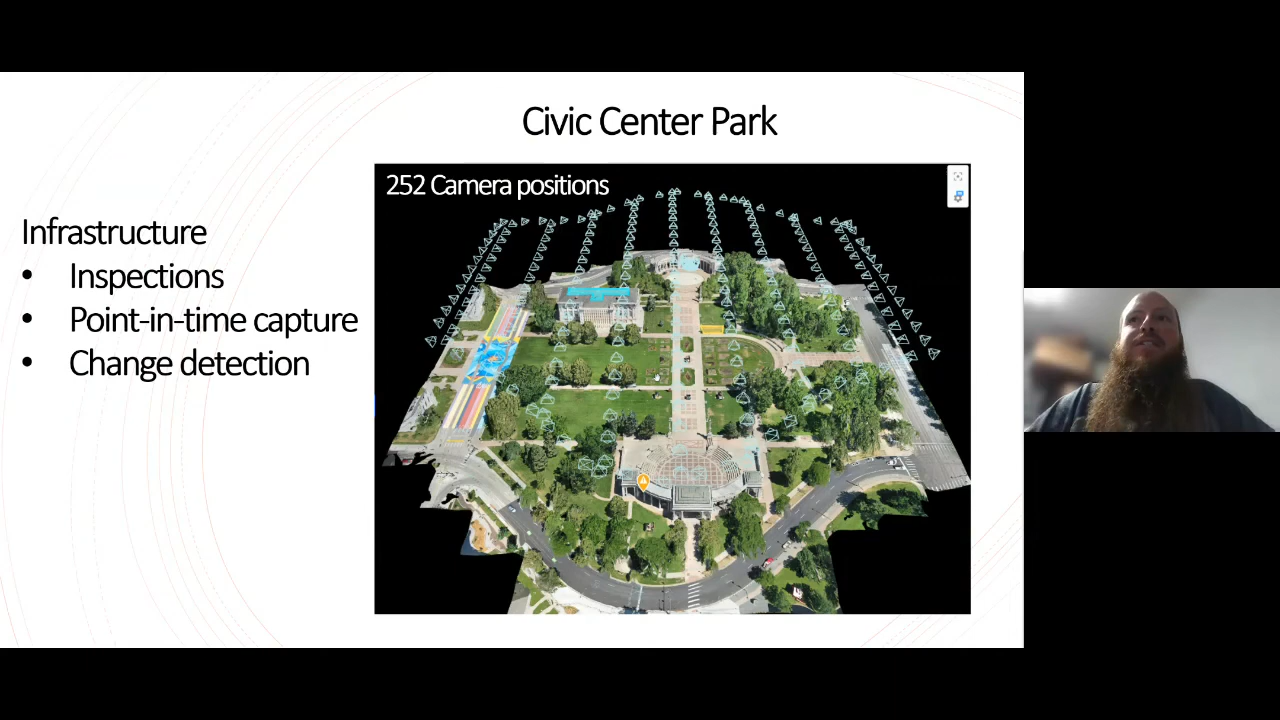 Civic Center Park
252 Camera positions
Infrastructure
• Inspections
• Point-in-time capture
• Change detection